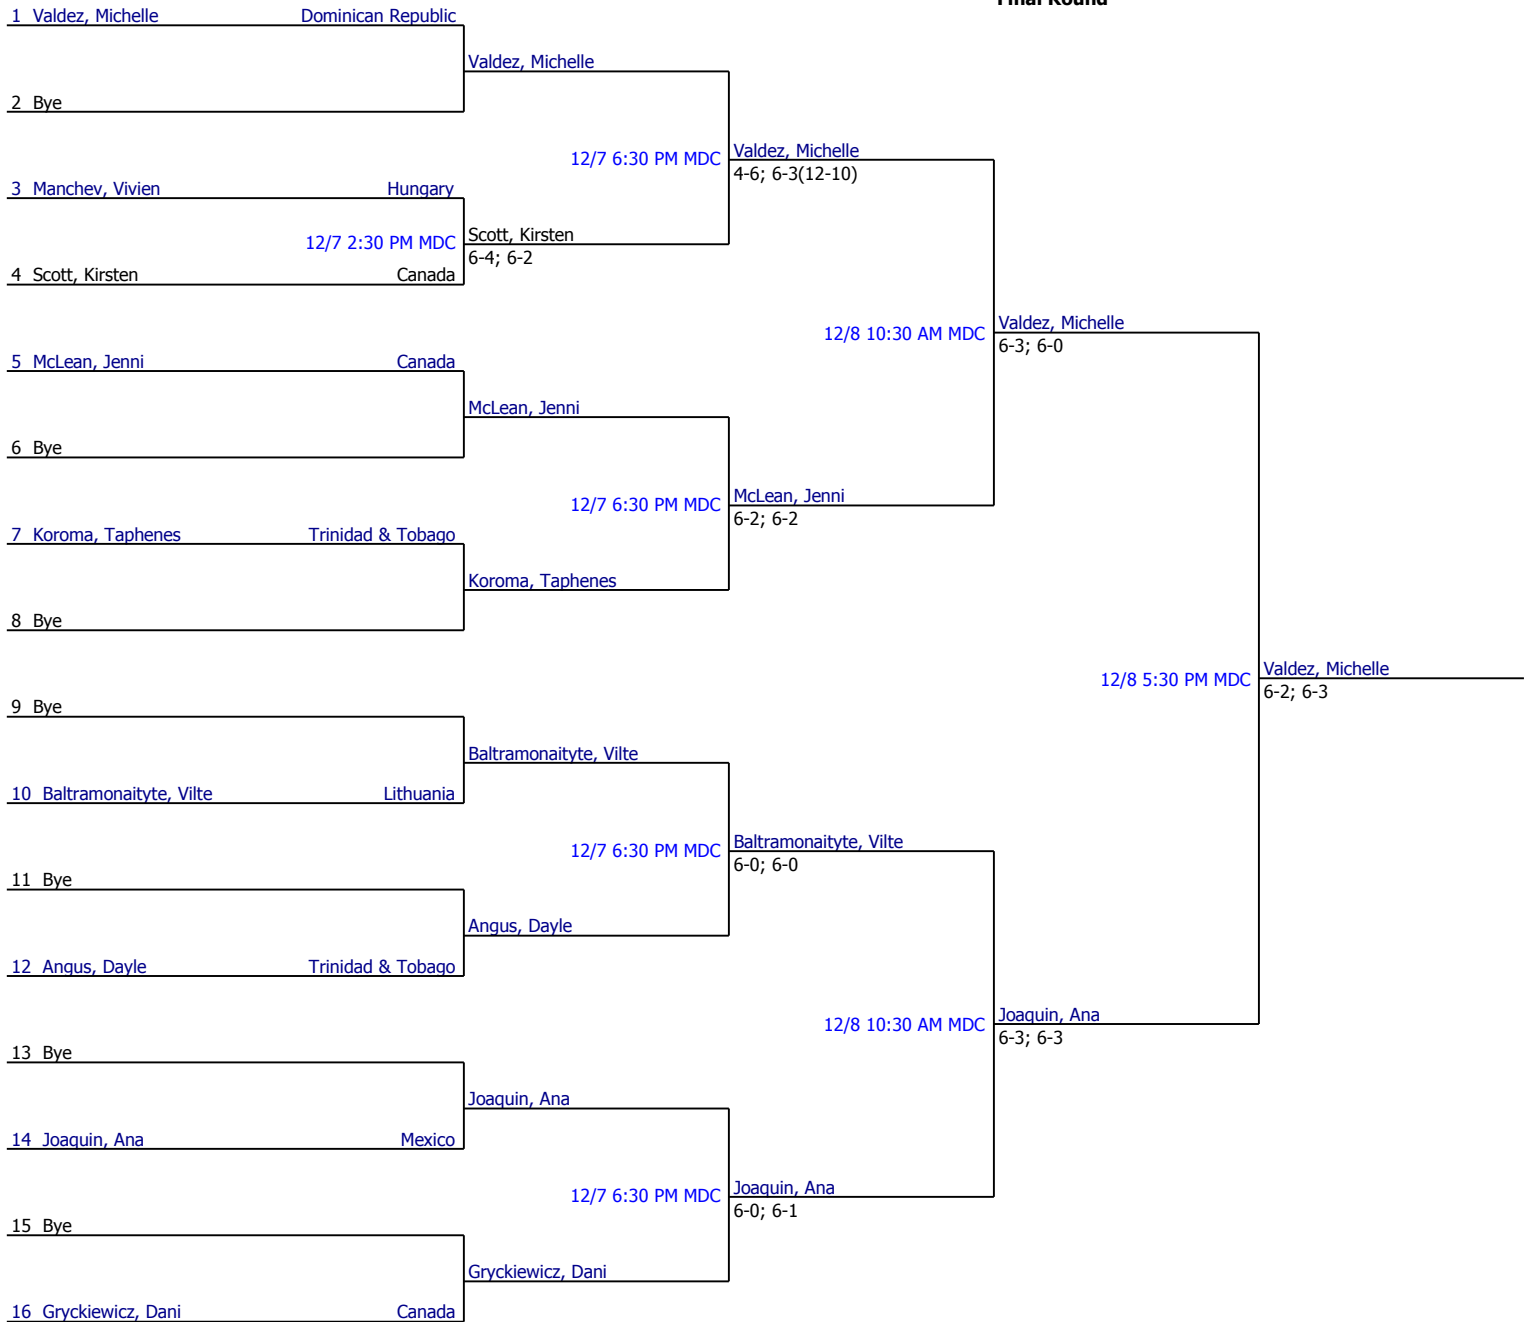 Final Round
1 Valdez, Michelle Dominican Republic
Valdez, Michelle
2 Bye
12/7 6:30 PM MDC Valdez, Michelle
4-6; 6-3(12-10)
3 Manchev, Vivien Hungary
12/7 2:30 PM MDC Scott, Kirsten
6-4; 6-2
4 Scott, Kirsten Canada
12/8 10:30 AM MDC Valdez, Michelle
6-3; 6-0
5 McLean, Jenni Canada
McLean, Jenni
6 Bye
12/7 6:30 PM MDC McLean, Jenni
6-2; 6-2
7 Koroma, Taphenes Trinidad & Tobago
Koroma, Taphenes
8 Bye
12/8 5:30 PM MDC Valdez, Michelle
6-2; 6-3
9 Bye
Baltramonaityte, Vilte
10 Baltramonaityte, Vilte Lithuania
12/7 6:30 PM MDC Baltramonaityte, Vilte
6-0; 6-0
11 Bye
Angus, Dayle
12 Angus, Dayle Trinidad & Tobago
12/8 10:30 AM MDC Joaquin, Ana
6-3; 6-3
13 Bye
Joaquin, Ana
14 Joaquin, Ana Mexico
12/7 6:30 PM MDC Joaquin, Ana
6-0; 6-1
15 Bye
Gryckiewicz, Dani
16 Gryckiewicz, Dani Canada